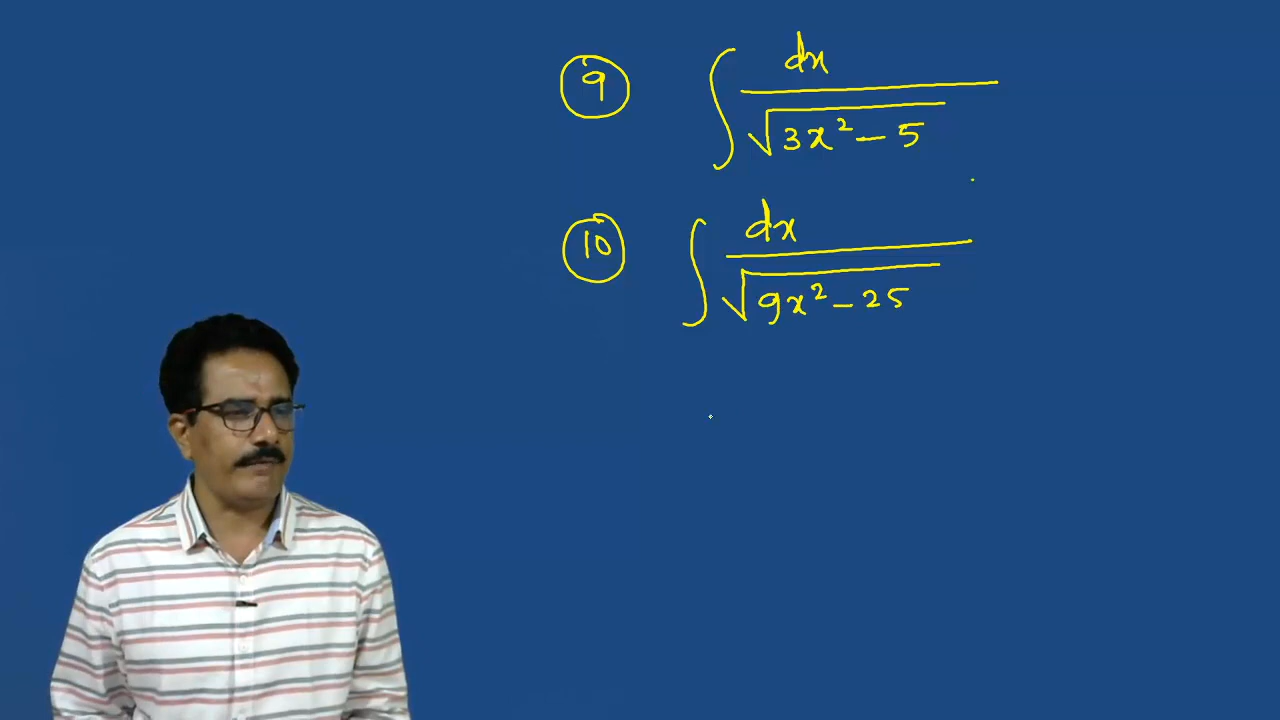 9 ∫ dx / √(3x² − 5)
10 ∫ dx / √(9x² − 25)